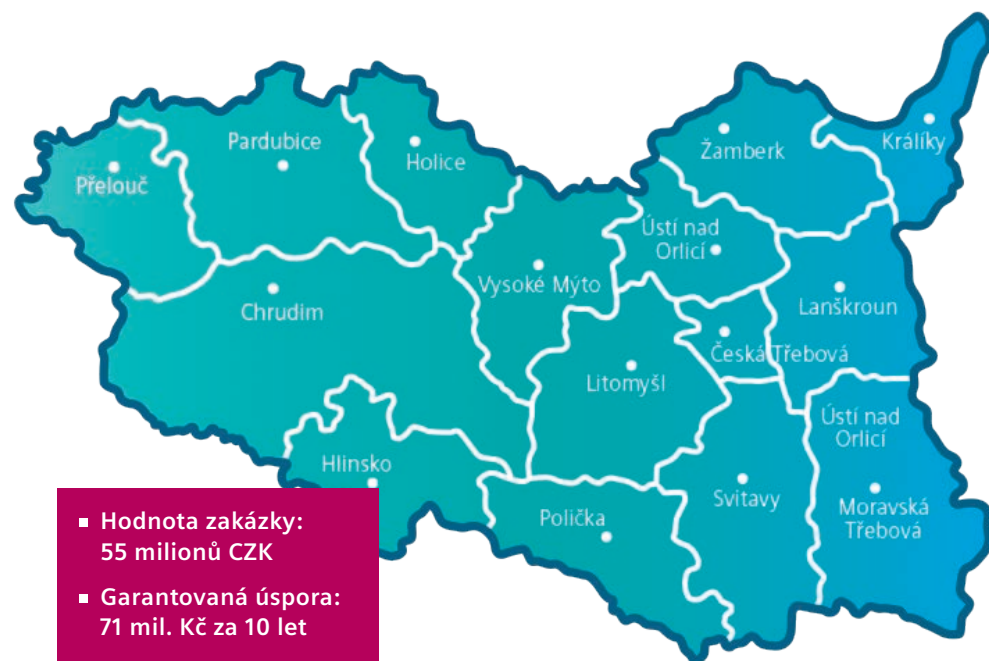 Králíky
Pardubice
Holice
Žamberk
Přelouč
Ústí nad
Orlicí
Vysoké Mýto
Chrudim
Lanškroun
Česká Třebová
Litomyšl
Ústí nad
Orlicí
Hlinsko
Svitavy
Moravská
Třebová
Polička
▪ Hodnota zakázky:
55 milionů CZK
▪ Garantovaná úspora:
71 mil. Kč za 10 let